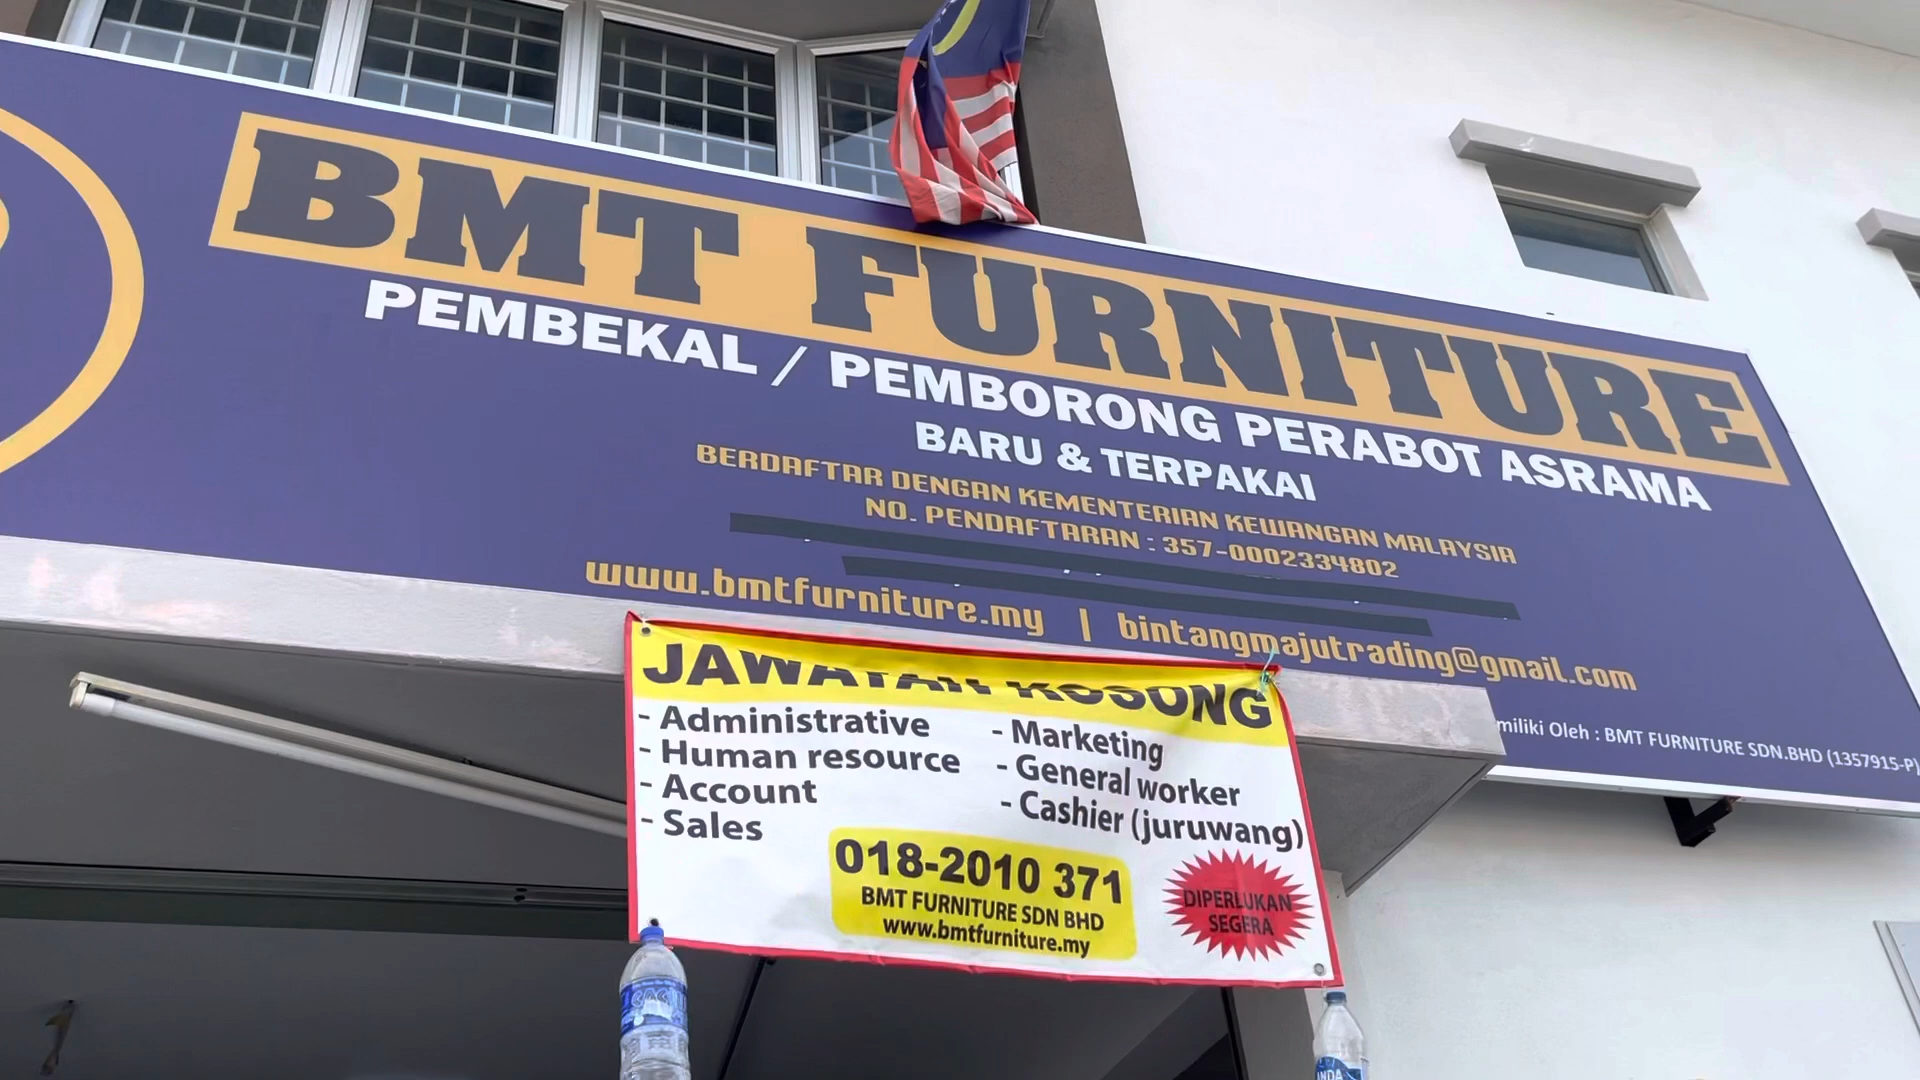 BMT FURNITURE
PEMBEKAL / PEMBORONG PERABOT ASRAMA
BARU & TERPAKAI
BERDAFTAR DENGAN KEMENTERIAN KEWANGAN MALAYSIA
NO. PENDAFTARAN : 357-0002334802
www.bmtfurniture.my | bintangmajutrading@gmail.com
miliki Oleh : BMT FURNITURE SDN.BHD (1357915-P)
JAWATAN KOSONG
- Administrative
- Human resource
- Account
- Sales
- Marketing
- General worker
- Cashier (juruwang)
018-2010 371
BMT FURNITURE SDN BHD
www.bmtfurniture.my
DIPERLUKAN
SEGERA